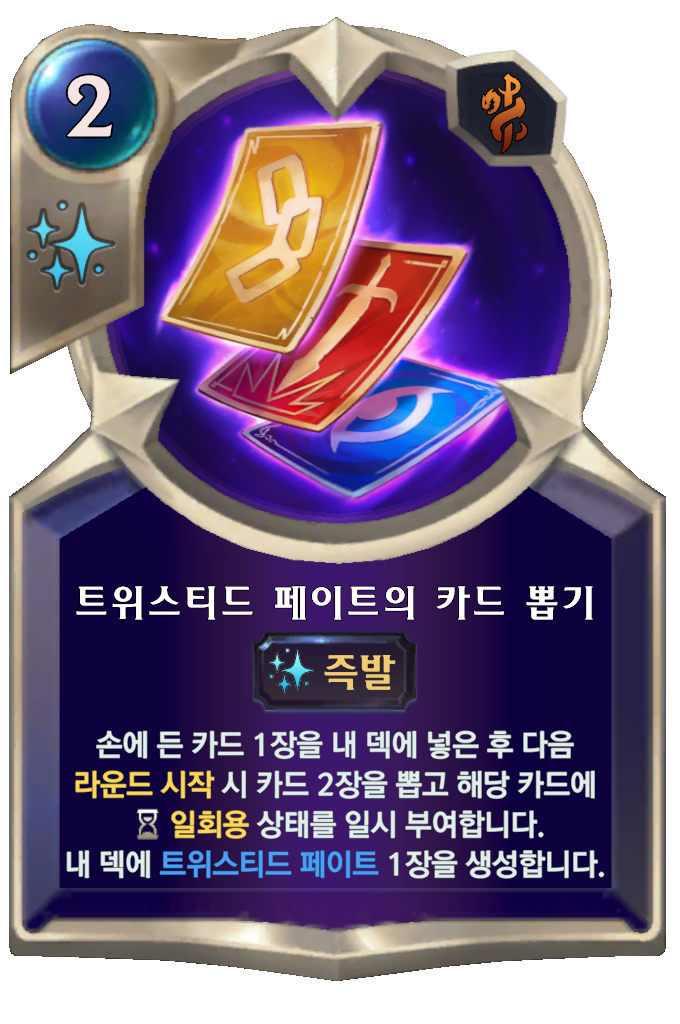 2
트위스티드 페이트의 카드 뽑기
즉발
손에 든 카드 1장을 내 덱에 넣은 후 다음
라운드 시작 시 카드 2장을 뽑고 해당 카드에
일회용 상태를 일시 부여합니다.
내 덱에 트위스티드 페이트 1장을 생성합니다.